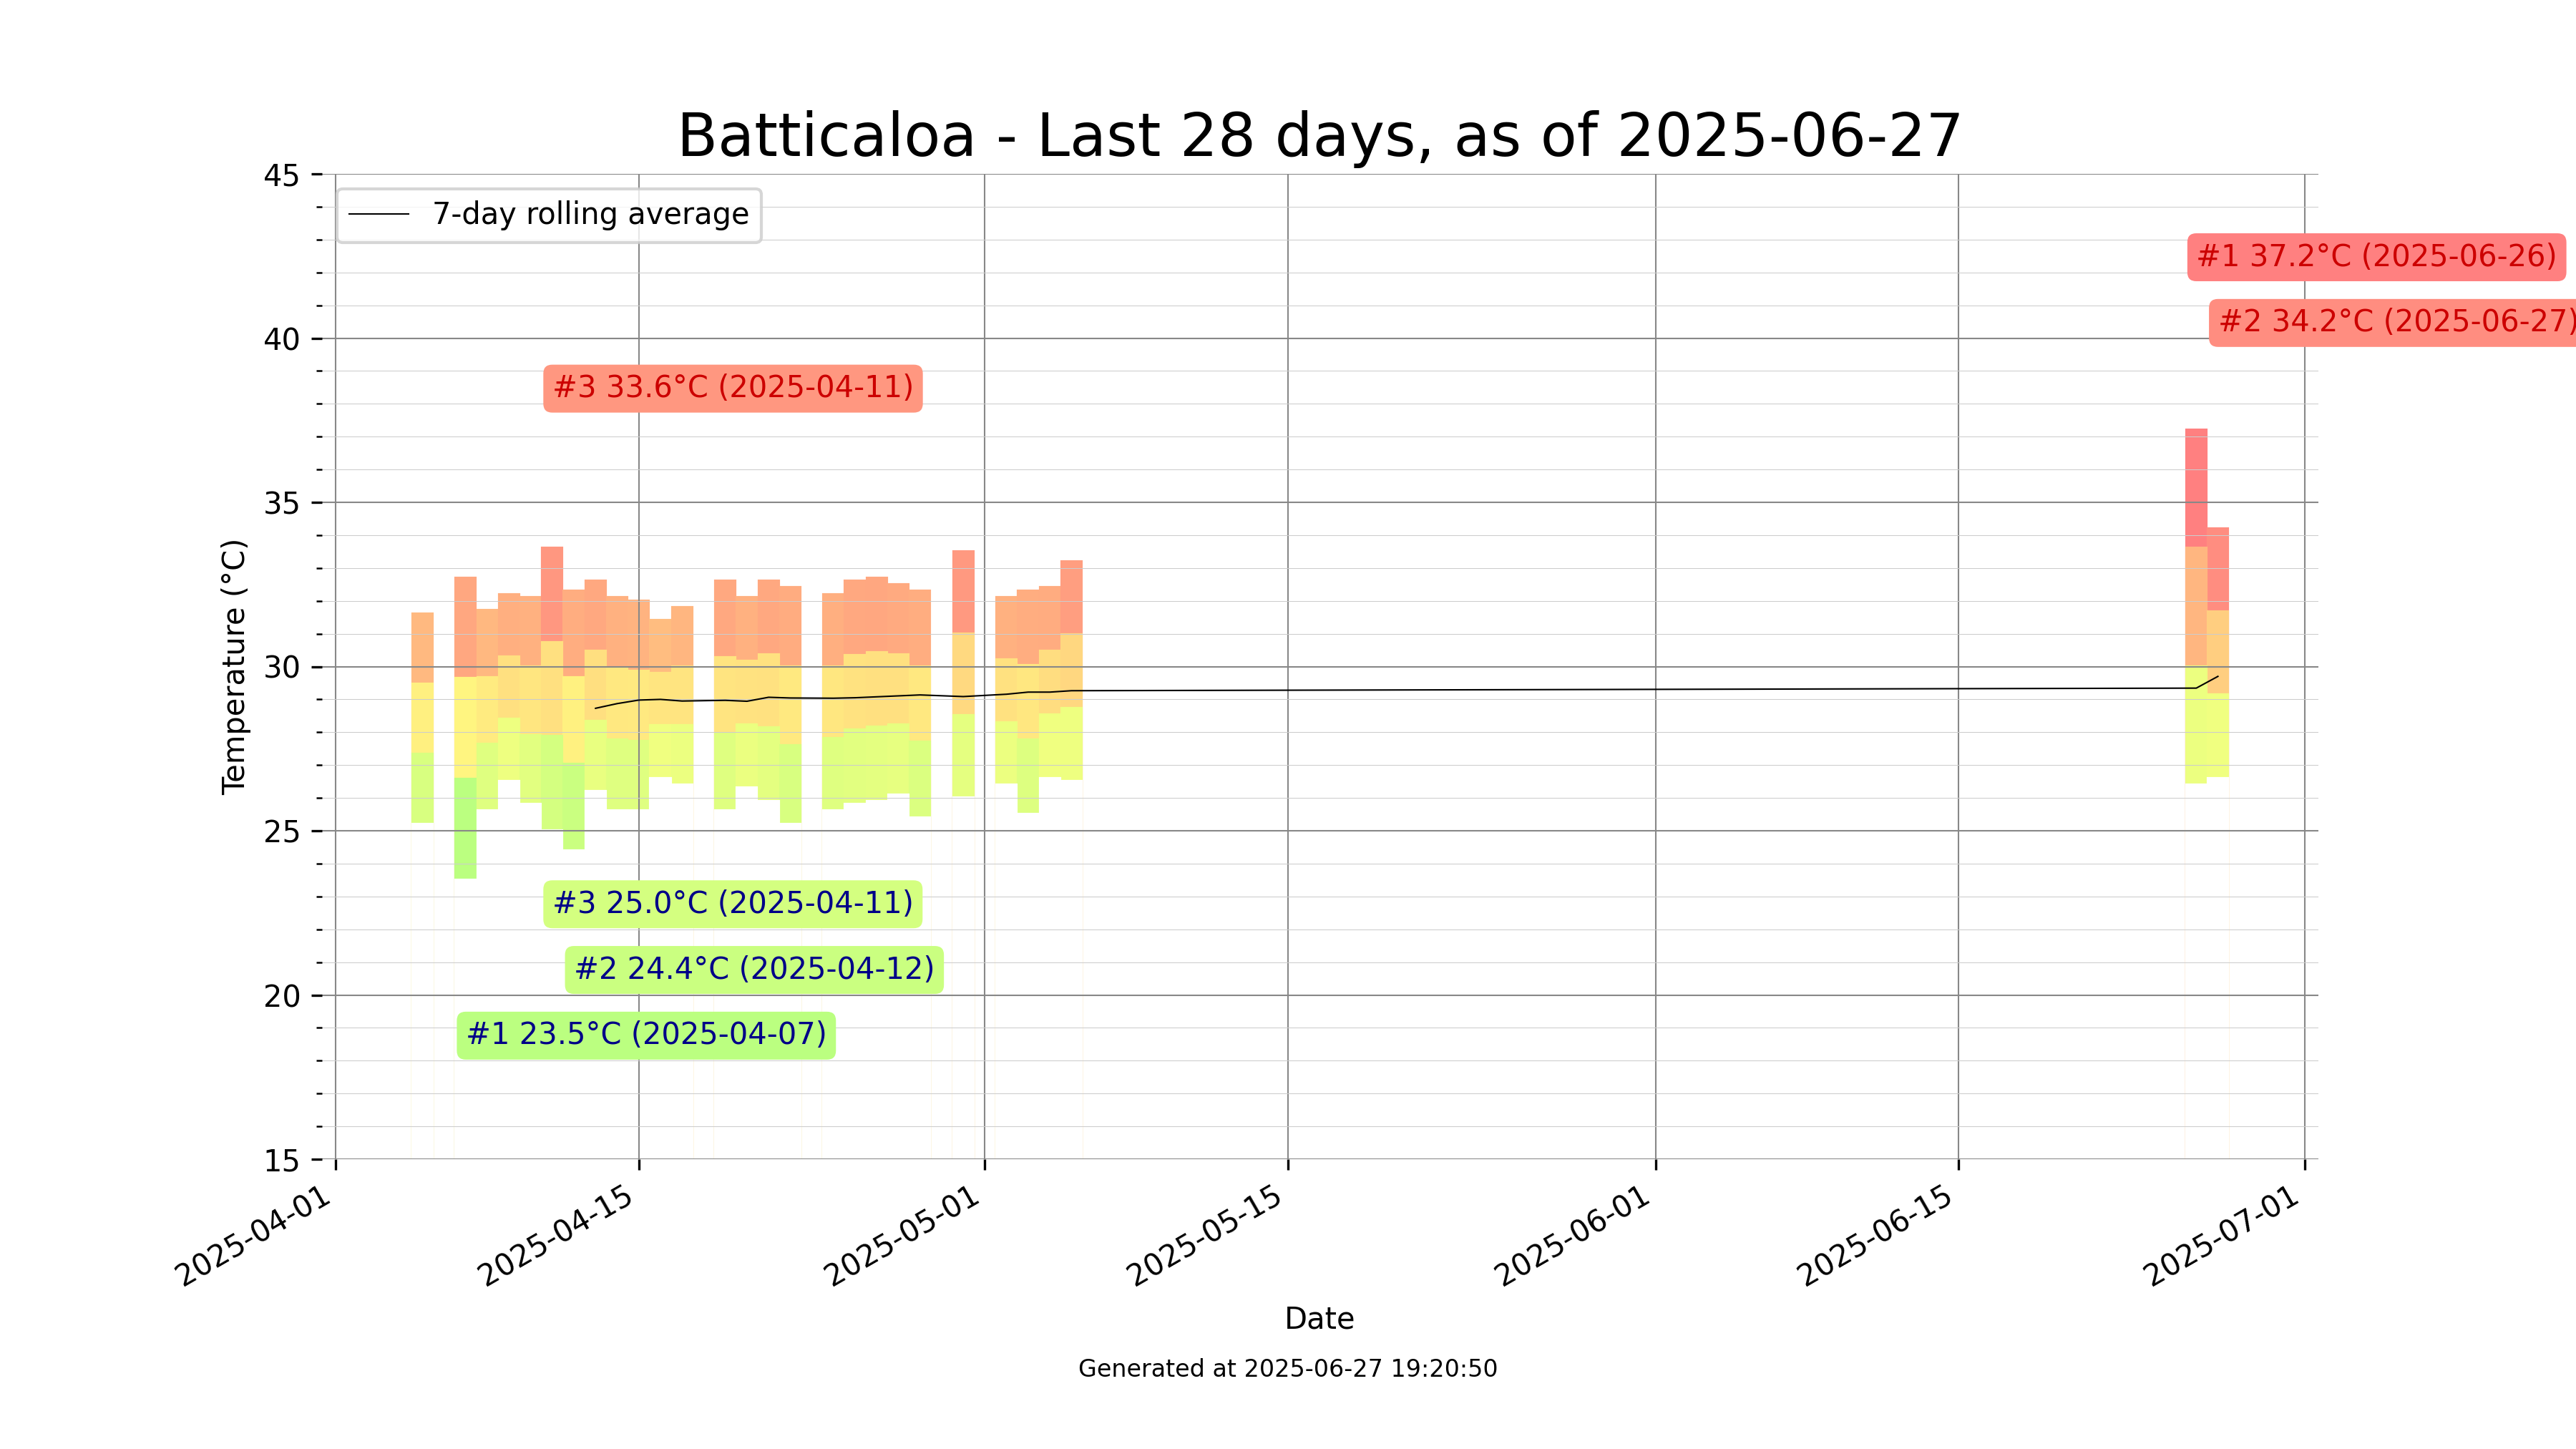 Batticaloa - Last 28 days, as of 2025-06-27
45
7-day rolling average
#1 37.2°C (2025-06-26)
#2 34.2°C (2025-06-27)
40
#3 33.6°C (2025-04-11)
35
30
Temperature (°C)
25
#3 25.0°C (2025-04-11)
#2 24.4°C (2025-04-12)
20
#1 23.5°C (2025-04-07)
15
2025-04-01
2025-04-15
2025-05-01
2025-05-15
2025-06-01
2025-06-15
2025-07-01
Date
Generated at 2025-06-27 19:20:50